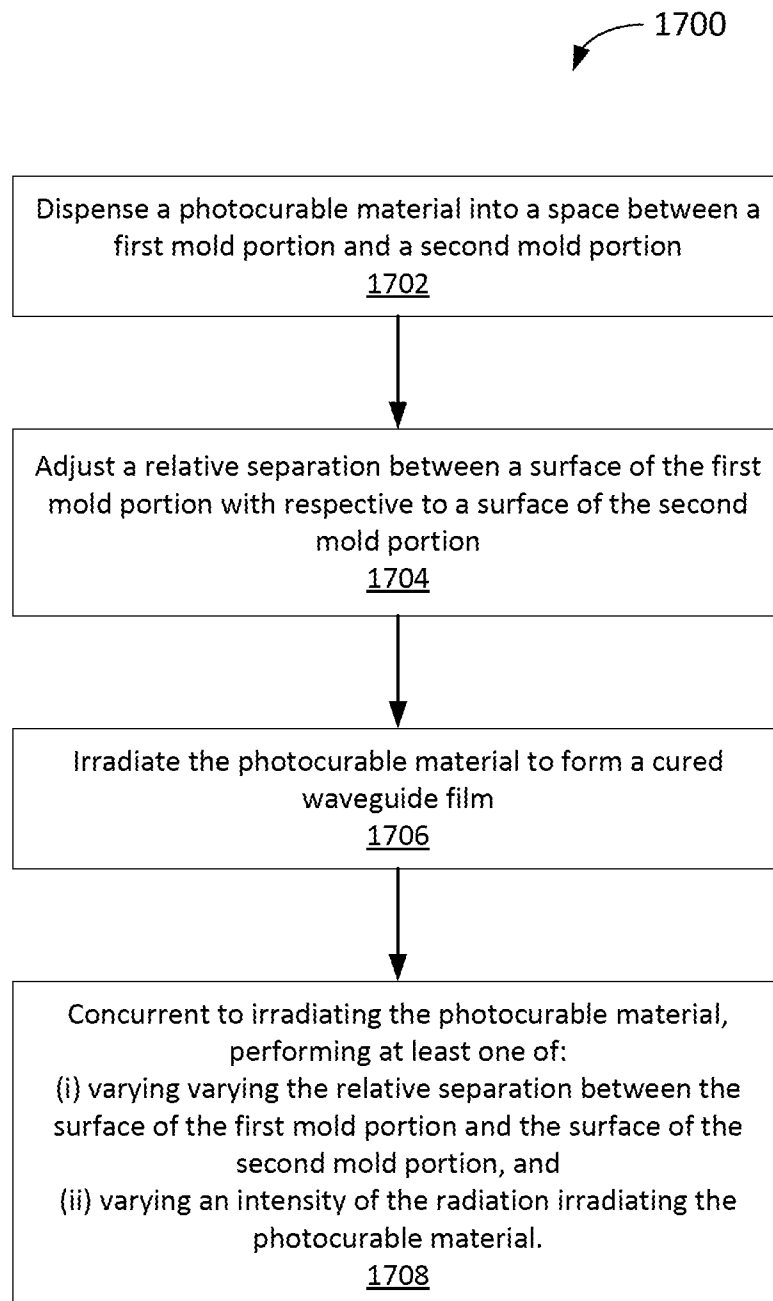 1700
Dispense a photocurable material into a space between a
first mold portion and a second mold portion
1702
Adjust a relative separation between a surface of the first
mold portion with respective to a surface of the second
mold portion
1704
Irradiate the photocurable material to form a cured
waveguide film
1706
Concurrent to irradiating the photocurable material,
performing at least one of:
(i) varying varying the relative separation between the
surface of the first mold portion and the surface of the
second mold portion, and
(ii) varying an intensity of the radiation irradiating the
photocurable material.
1708